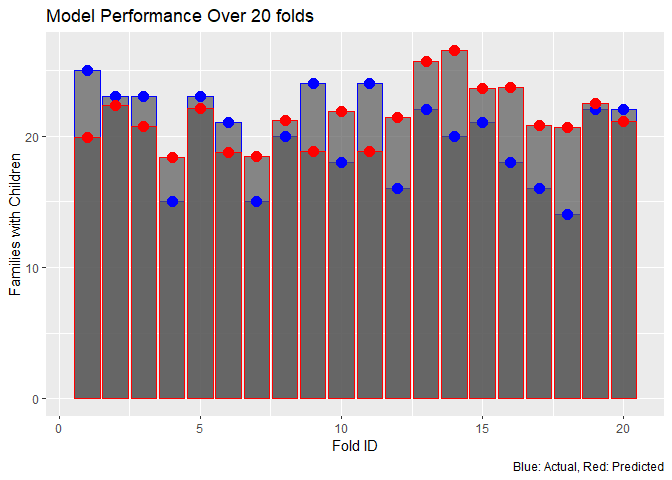 Model Performance Over 20 folds
Families with Children
20
10
0
0
5
10
15
20
Fold ID
Blue: Actual, Red: Predicted